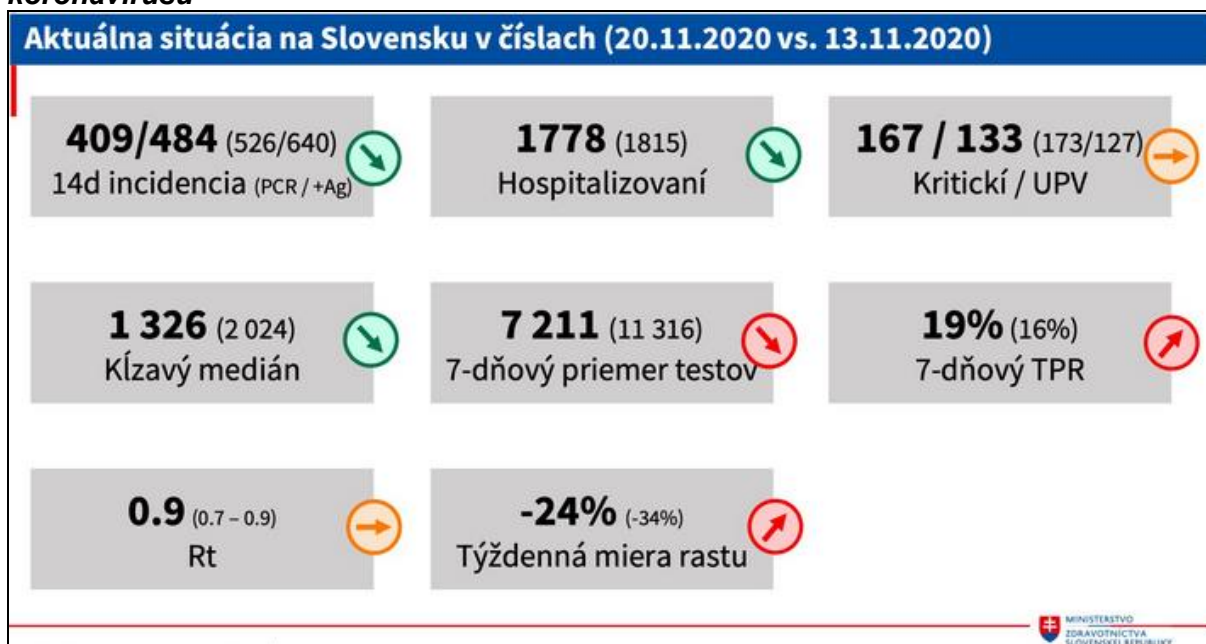 koronavírusu
Aktuálna situácia na Slovensku v číslach (20.11.2020 vs. 13.11.2020)
409/484 (526/640)
14d incidencia (PCR / +Ag)
1778 (1815)
Hospitalizovaní
167 / 133 (173/127)
Kritickí / UPV
1 326 (2 024)
Kĺzavý medián
7 211 (11 316)
7-dňový priemer testov
19% (16%)
7-dňový TPR
0.9 (0.7 – 0.9)
Rt
-24% (-34%)
Týždenná miera rastu
MINISTERSTVO
ZDRAVOTNÍCTVA
SLOVENSKEJ REPUBLIKY